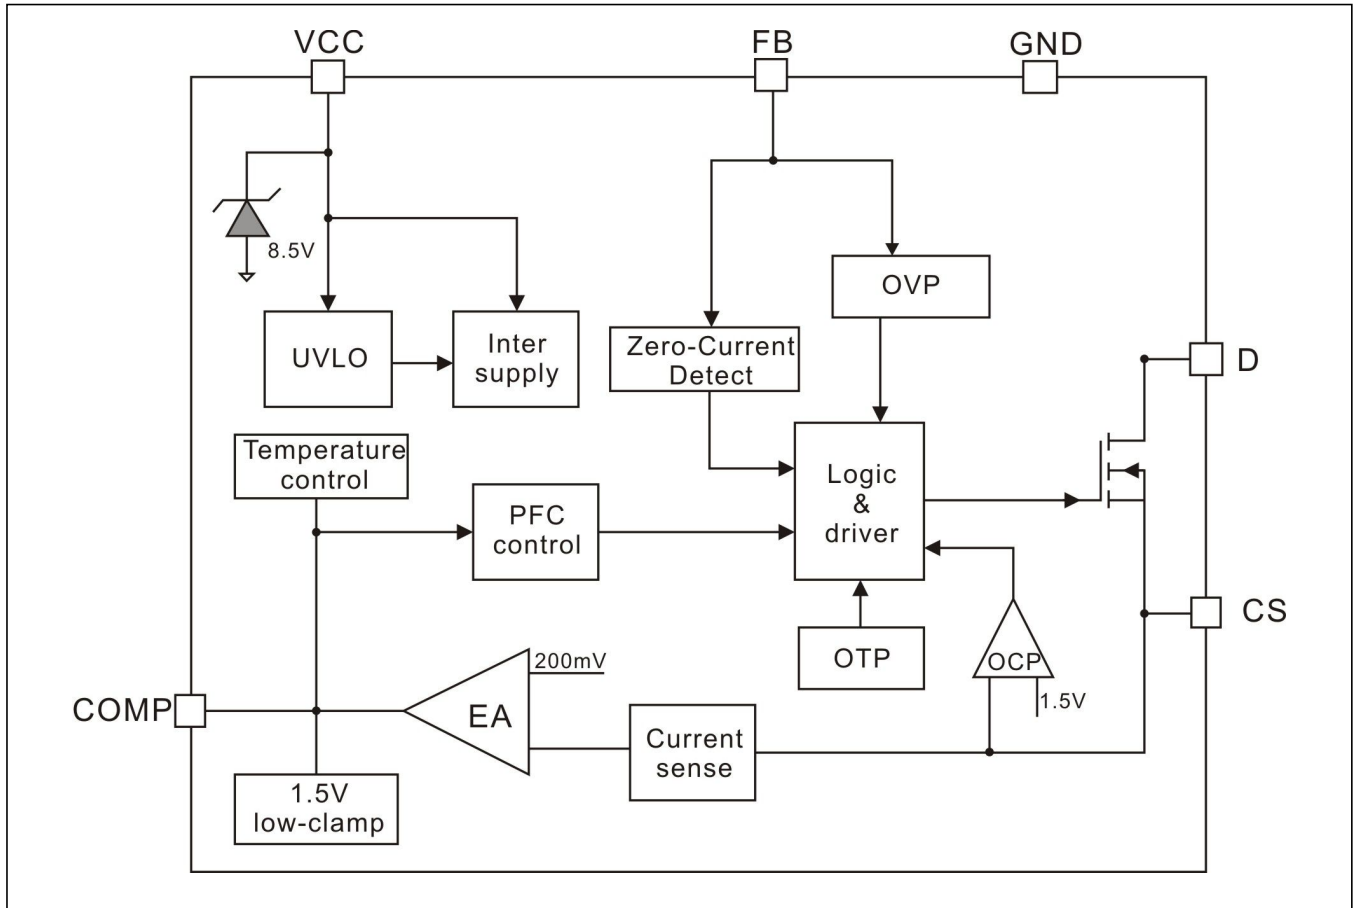 VCC
FB
GND
8.5V
OVP
UVLO
Inter
supply
Zero-Current
Detect
D
Temperature
control
PFC
control
Logic
&
driver
CS
200mV
OTP
OCP
1.5V
COMP
EA
Current
sense
1.5V
low-clamp